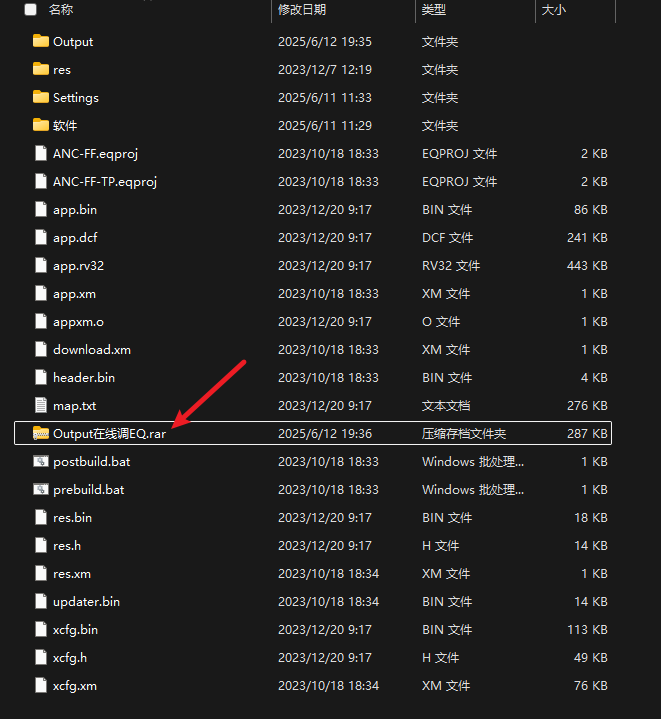 名称 修改日期 类型 大小
Output 2025/6/12 19:35 文件夹
res 2023/12/7 12:19 文件夹
Settings 2025/6/11 11:33 文件夹
软件 2025/6/11 11:29 文件夹
ANC-FF.eqproj 2023/10/18 18:33 EQPROJ 文件 2 KB
ANC-FF-TP.eqproj 2023/10/18 18:33 EQPROJ 文件 2 KB
app.bin 2023/12/20 9:17 BIN 文件 86 KB
app.dcf 2023/12/20 9:17 DCF 文件 241 KB
app.rv32 2023/12/20 9:17 RV32 文件 443 KB
app.xm 2023/10/18 18:33 XM 文件 1 KB
appxm.o 2023/12/20 9:17 O 文件 1 KB
download.xm 2023/10/18 18:33 XM 文件 1 KB
header.bin 2023/10/18 18:33 BIN 文件 4 KB
map.txt 2023/12/20 9:17 文本文档 276 KB
Output在线调EQ.rar 2025/6/12 19:36 压缩存档文件夹 287 KB
postbuild.bat 2023/10/18 18:33 Windows 批处理... 1 KB
prebuild.bat 2023/10/18 18:33 Windows 批处理... 1 KB
res.bin 2023/12/20 9:17 BIN 文件 18 KB
res.h 2023/12/20 9:17 H 文件 14 KB
res.xm 2023/10/18 18:34 XM 文件 1 KB
updater.bin 2023/10/18 18:34 BIN 文件 14 KB
xcfg.bin 2023/12/20 9:17 BIN 文件 113 KB
xcfg.h 2023/12/20 9:17 H 文件 49 KB
xcfg.xm 2023/10/18 18:34 XM 文件 76 KB